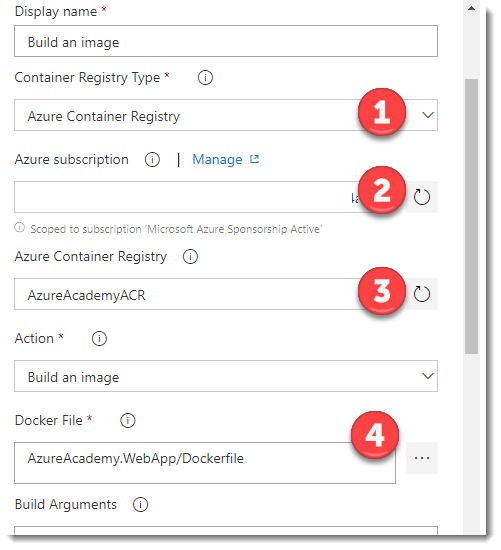 Display name *
Build an image
Container Registry Type *
Azure Container Registry
1
Azure subscription | Manage
2
Scoped to subscription 'Microsoft Azure Sponsorship Active'
Azure Container Registry
AzureAcademyACR
3
Action *
Build an image
Docker File *
4
AzureAcademy.WebApp/Dockerfile
...
Build Arguments